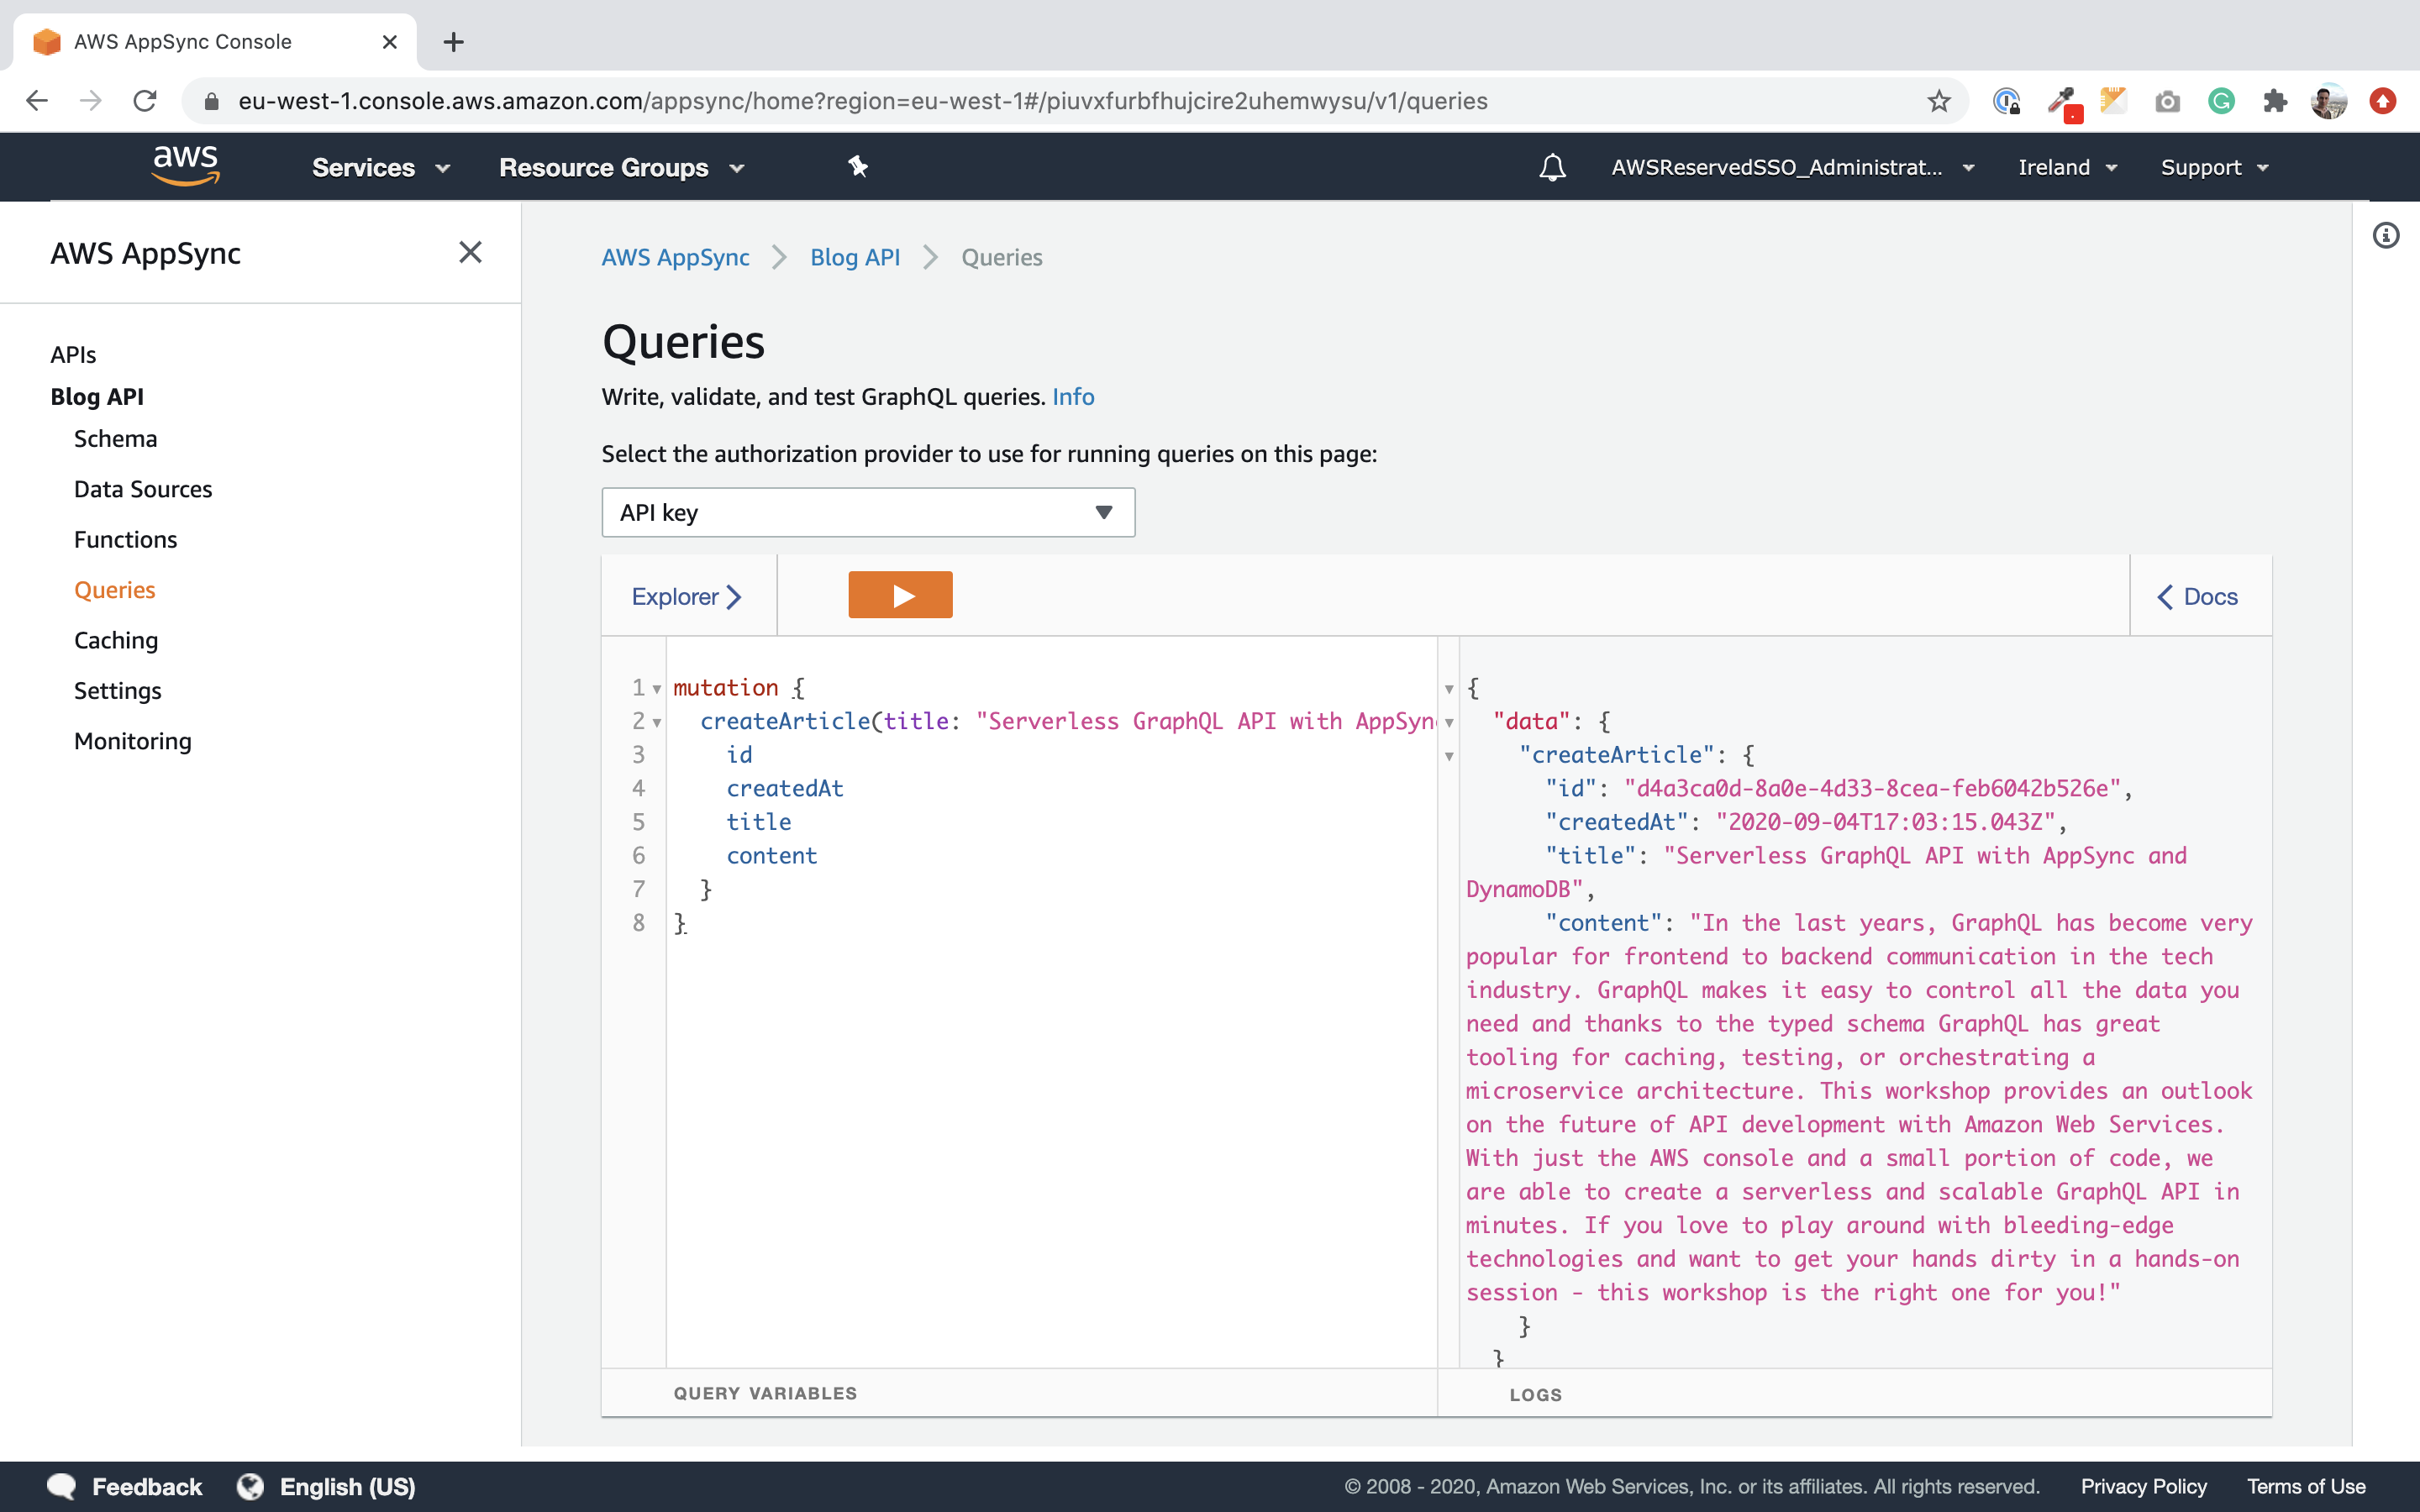 AWS AppSync Console
eu-west-1.console.aws.amazon.com/appsync/home?region=eu-west-1#/piuvxfurbfhujcire2uhemwysu/v1/queries
aws
Services
Resource Groups
AWSReservedSSO_Administrat...
Ireland
Support
AWS AppSync
APIs
Blog API
Schema
Data Sources
Functions
Queries
Caching
Settings
Monitoring
AWS AppSync > Blog API > Queries
Queries
Write, validate, and test GraphQL queries. Info
Select the authorization provider to use for running queries on this page:
API key
Explorer
Docs
1 mutation {
2 createArticle(title: "Serverless GraphQL API with AppSyn
3 id
4 createdAt
5 title
6 content
7 }
8 }
{
"data": {
"createArticle": {
"id": "d4a3ca0d-8a0e-4d33-8cea-feb6042b526e",
"createdAt": "2020-09-04T17:03:15.043Z",
"title": "Serverless GraphQL API with AppSync and
DynamoDB",
"content": "In the last years, GraphQL has become very
popular for frontend to backend communication in the tech
industry. GraphQL makes it easy to control all the data you
need and thanks to the typed schema GraphQL has great
tooling for caching, testing, or orchestrating a
microservice architecture. This workshop provides an outlook
on the future of API development with Amazon Web Services.
With just the AWS console and a small portion of code, we
are able to create a serverless and scalable GraphQL API in
minutes. If you love to play around with bleeding-edge
technologies and want to get your hands dirty in a hands-on
session - this workshop is the right one for you!"
}
}
QUERY VARIABLES
LOGS
Feedback
English (US)
© 2008 - 2020, Amazon Web Services, Inc. or its affiliates. All rights reserved.
Privacy Policy
Terms of Use